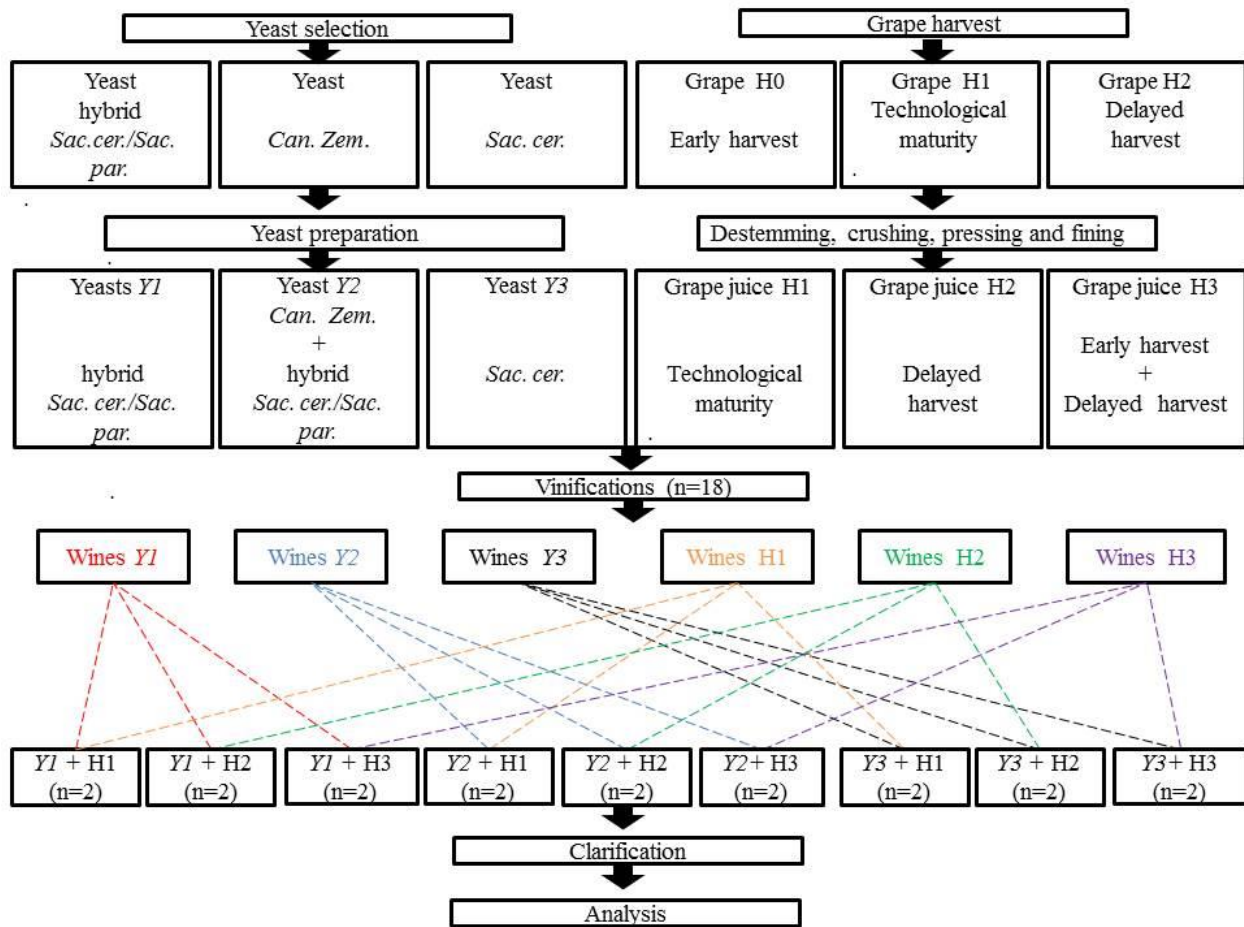 Yeast selection
Grape harvest
Yeast
hybrid
Sac.cer./Sac.
par.
Yeast
Can. Zem.
Yeast
Sac. cer.
Grape H0
Early harvest
Grape H1
Technological
maturity
Grape H2
Delayed
harvest
Yeast preparation
Destemming, crushing, pressing and fining
Yeasts Y1
hybrid
Sac. cer./Sac.
par.
Yeast Y2
Can. Zem.
+
hybrid
Sac. cer./Sac.
par.
Yeast Y3
Sac. cer.
Grape juice H1
Technological
maturity
Grape juice H2
Delayed
harvest
Grape juice H3
Early harvest
+
Delayed harvest
Vinifications (n=18)
Wines Y1
Wines Y2
Wines Y3
Wines H1
Wines H2
Wines H3
Y1 + H1
(n=2)
Y1 + H2
(n=2)
Y1 + H3
(n=2)
Y2 + H1
(n=2)
Y2 + H2
(n=2)
Y2+ H3
(n=2)
Y3 + H1
(n=2)
Y3+ H2
(n=2)
Y3+ H3
(n=2)
Clarification
Analysis